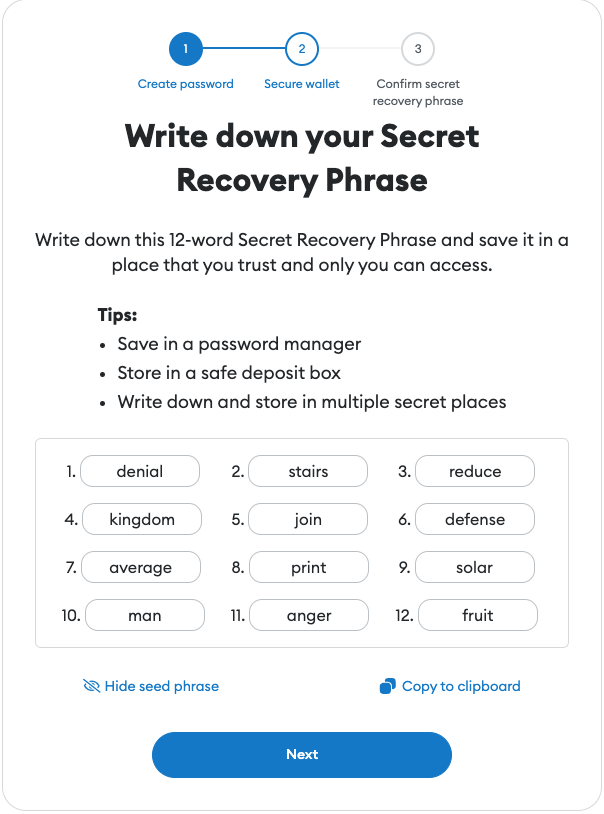 1
2
3
Create password
Secure wallet
Confirm secret
recovery phrase
Write down your Secret
Recovery Phrase
Write down this 12-word Secret Recovery Phrase and save it in a
place that you trust and only you can access.
Tips:
• Save in a password manager
• Store in a safe deposit box
• Write down and store in multiple secret places
1. denial 2. stairs 3. reduce
4. kingdom 5. join 6. defense
7. average 8. print 9. solar
10. man 11. anger 12. fruit
Hide seed phrase Copy to clipboard
Next